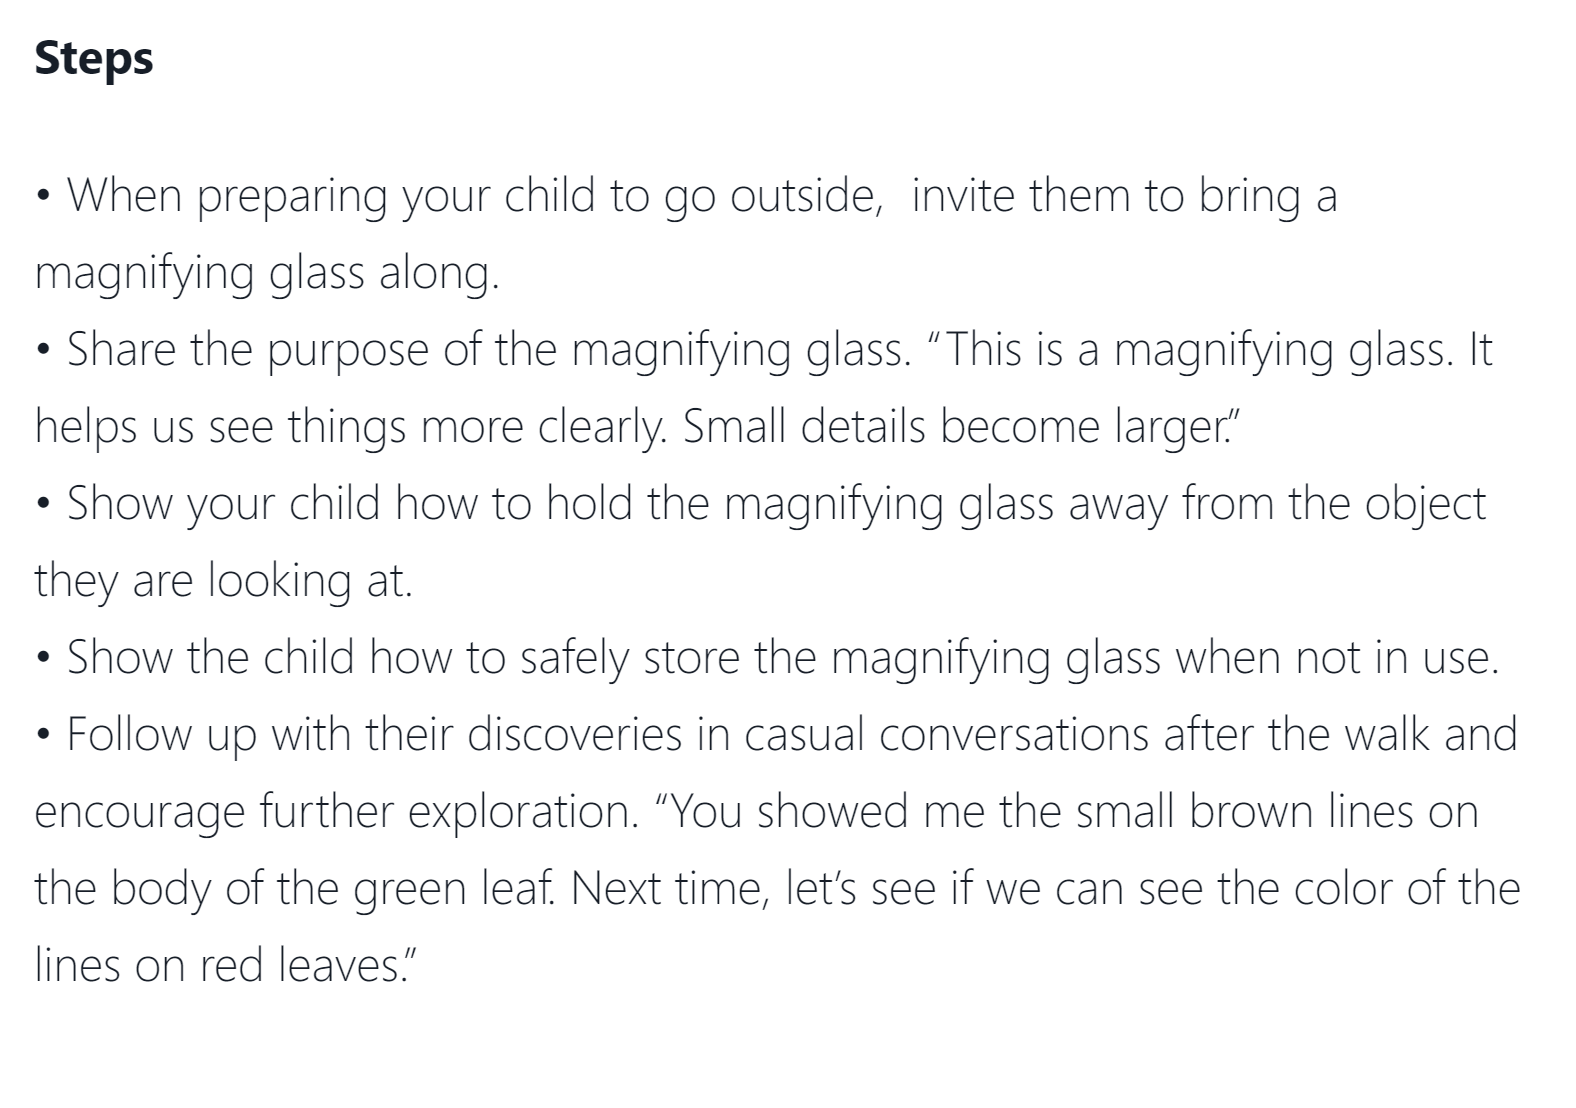 Steps
• When preparing your child to go outside,  invite them to bring a
magnifying glass along.
• Share the purpose of the magnifying glass. “This is a magnifying glass. It
helps us see things more clearly. Small details become larger.”
• Show your child how to hold the magnifying glass away from the object
they are looking at.
• Show the child how to safely store the magnifying glass when not in use.
• Follow up with their discoveries in casual conversations after the walk and
encourage further exploration. “You showed me the small brown lines on
the body of the green leaf. Next time, let’s see if we can see the color of the
lines on red leaves.”